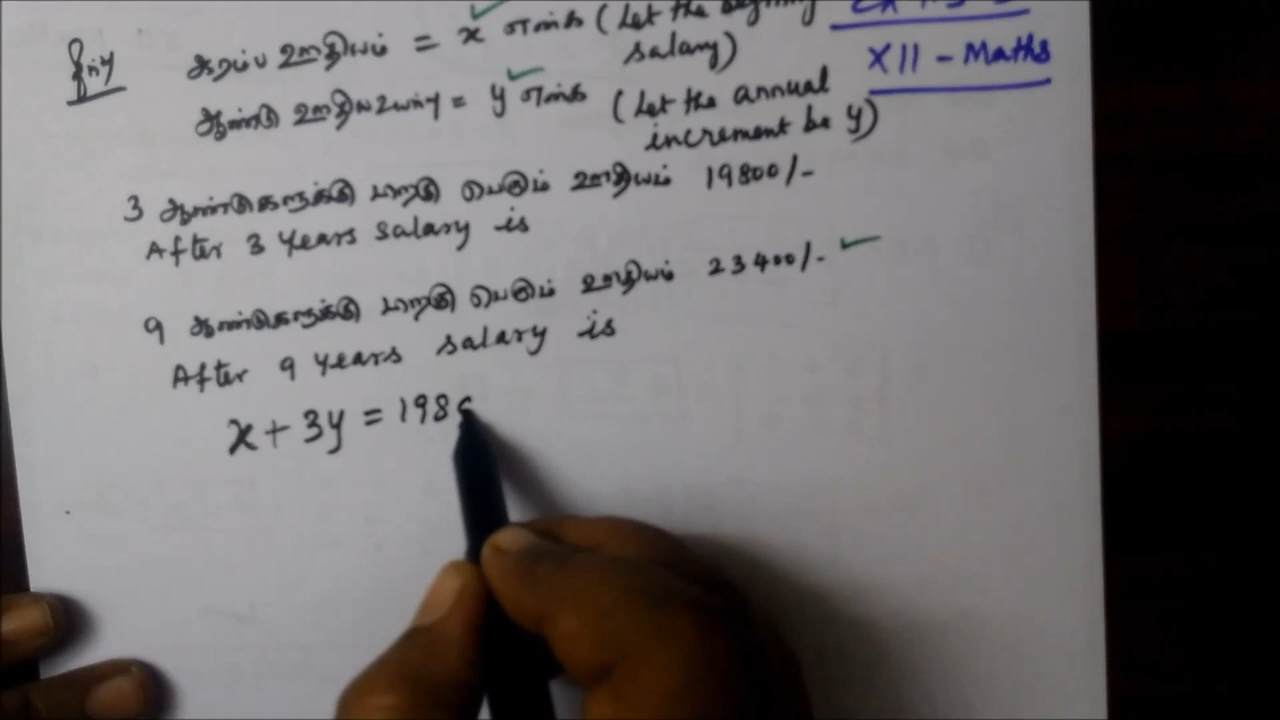 தீர்வு
ஆரம்ப ஊதியம் = x என்க (Let the
salary)
XII - Maths
ஆண்டு ஊதிய உயர்வு = y என்க (Let the annual
increment be y)
3 ஆண்டுகளுக்கு பிறகு பெறும் ஊதியம் 19800/-
After 3 years salary is
9 ஆண்டுகளுக்கு பிறகு பெறும் ஊதியம் 23400/-
After 9 years salary is
x + 3y = 198